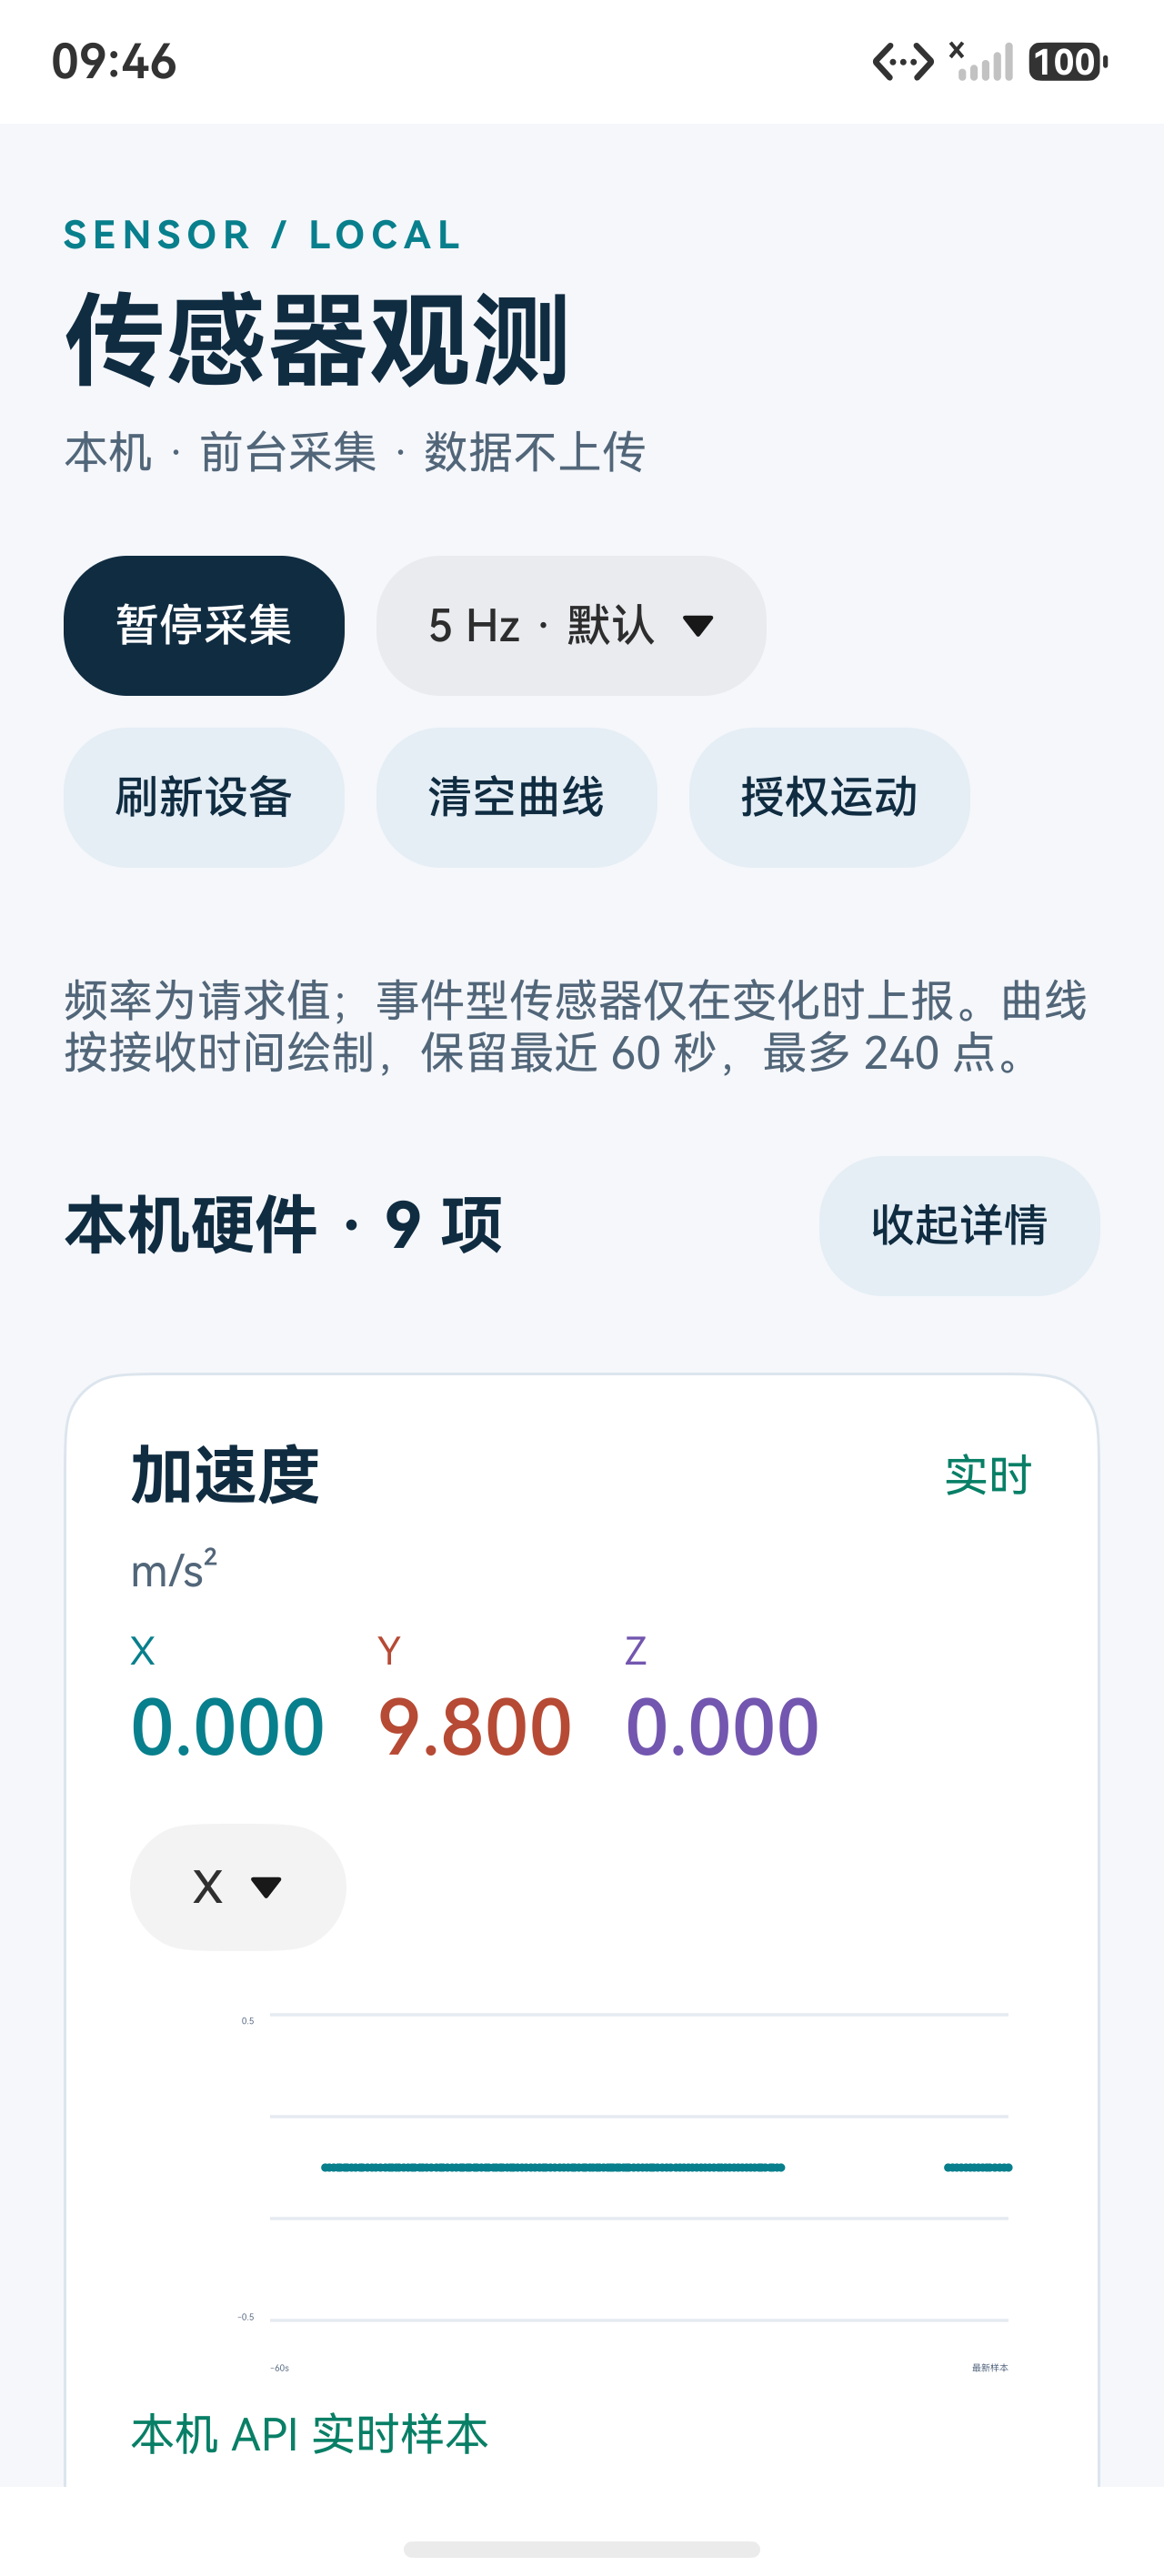 09:46
100
SENSOR / LOCAL
传感器观测
本机 · 前台采集 · 数据不上传
暂停采集
5 Hz · 默认
刷新设备
清空曲线
授权运动
频率为请求值；事件型传感器仅在变化时上报。曲线
按接收时间绘制，保留最近 60 秒，最多 240 点。
本机硬件 · 9 项
收起详情
加速度
实时
m/s²
X Y Z
0.000 9.800 0.000
X
0.5
-0.5
-60s
最新样本
本机 API 实时样本